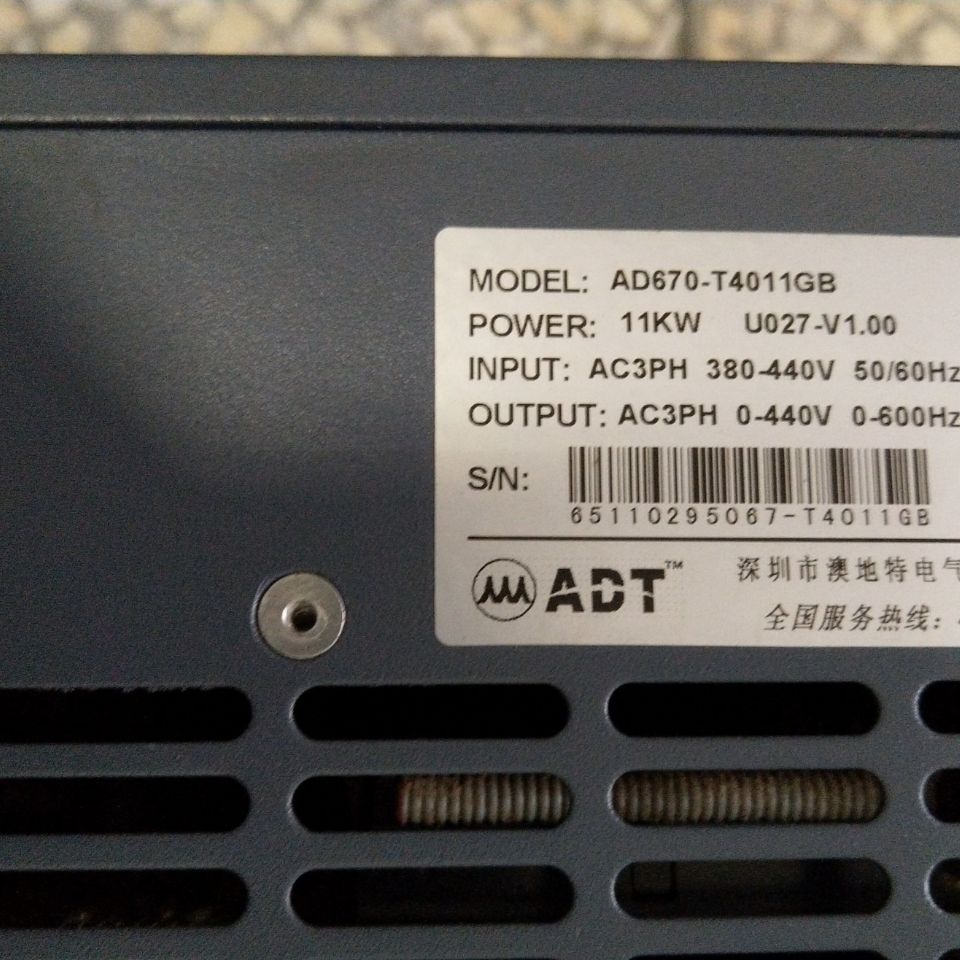 MODEL: AD670-T4011GB
POWER: 11KW U027-V1.00
INPUT: AC3PH 380-440V 50/60Hz
OUTPUT: AC3PH 0-440V 0-600Hz
S/N:
65110295067-T4011GB
ADT™
深圳市澳地特电气
全国服务热线: